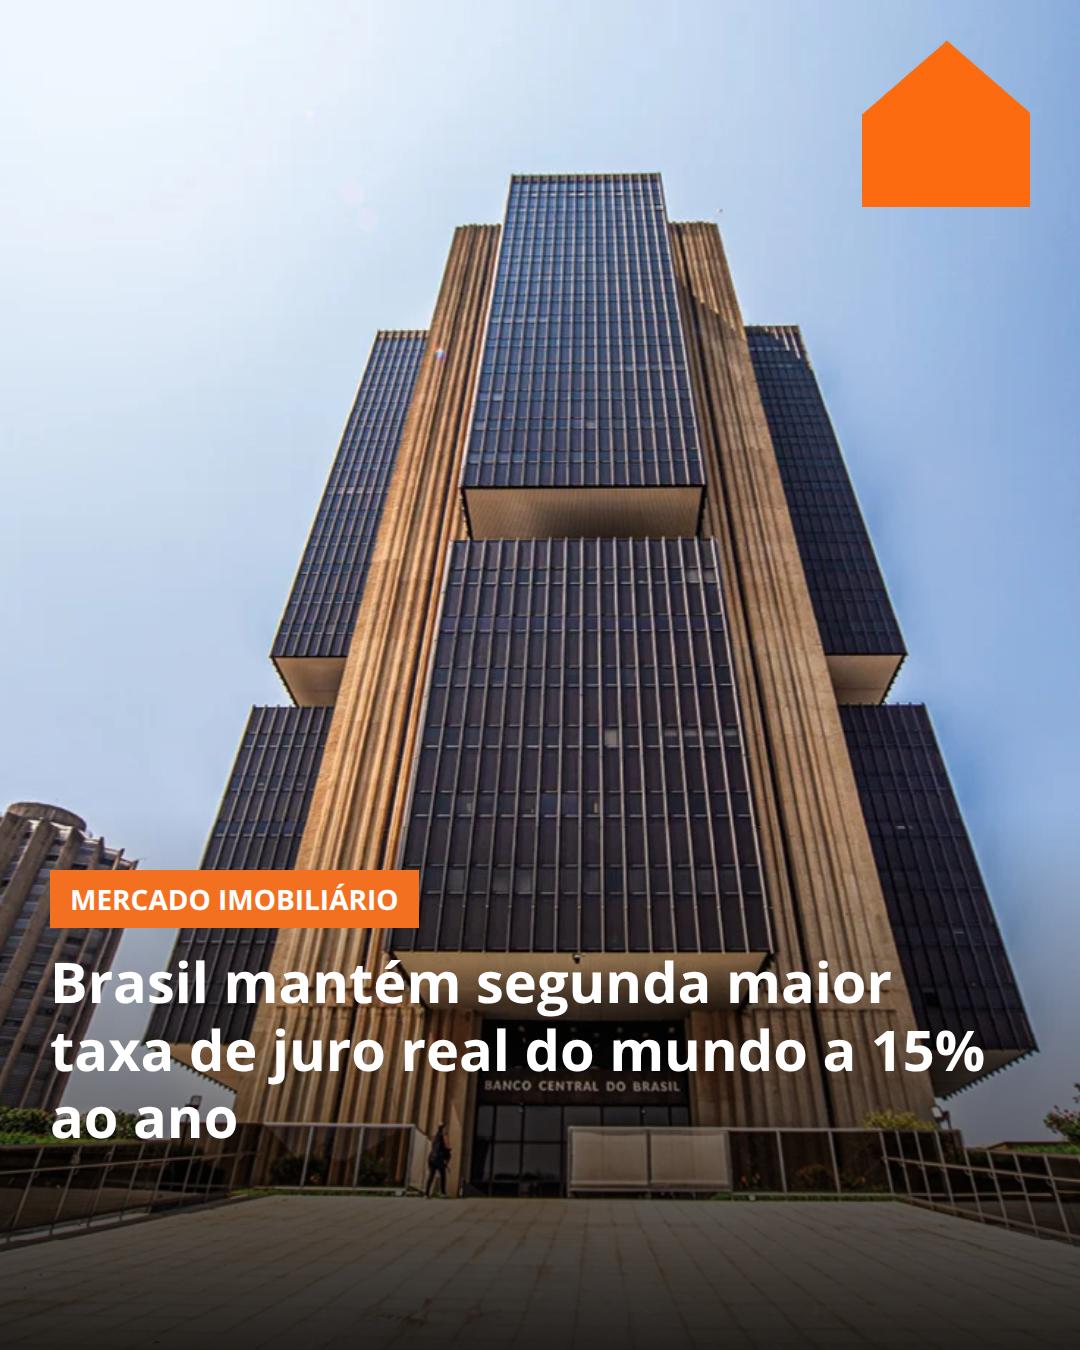 MERCADO IMOBILIÁRIO
Brasil mantém segunda maior
taxa de juro real do mundo a 15%
BANCO CENTRAL DO BRASIL
ao ano